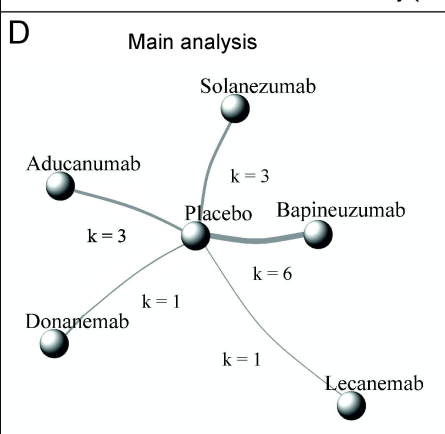 D
Main analysis
Solanezumab
Aducanumab
k = 3
Placebo
Bapineuzumab
k = 3
k = 6
k = 1
Donanemab
k = 1
Lecanemab